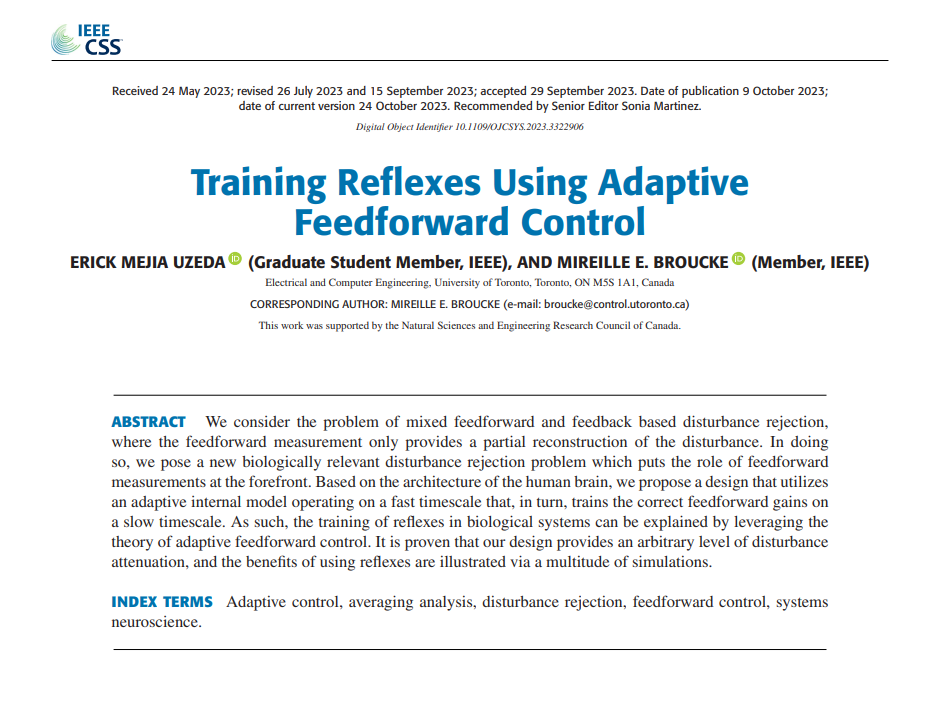 IEEE
CSS
Received 24 May 2023; revised 26 July 2023 and 15 September 2023; accepted 29 September 2023. Date of publication 9 October 2023;
date of current version 24 October 2023. Recommended by Senior Editor Sonia Martinez.
Digital Object Identifier 10.1109/OJCSYS.2023.3322906
Training Reflexes Using Adaptive
Feedforward Control
ERICK MEJIA UZEDA iD (Graduate Student Member, IEEE), AND MIREILLE E. BROUCKE iD (Member, IEEE)
Electrical and Computer Engineering, University of Toronto, Toronto, ON M5S 1A1, Canada
CORRESPONDING AUTHOR: MIREILLE E. BROUCKE (e-mail: broucke@control.utoronto.ca)
This work was supported by the Natural Sciences and Engineering Research Council of Canada.
ABSTRACT We consider the problem of mixed feedforward and feedback based disturbance rejection,
where the feedforward measurement only provides a partial reconstruction of the disturbance. In doing
so, we pose a new biologically relevant disturbance rejection problem which puts the role of feedforward
measurements at the forefront. Based on the architecture of the human brain, we propose a design that utilizes
an adaptive internal model operating on a fast timescale that, in turn, trains the correct feedforward gains on
a slow timescale. As such, the training of reflexes in biological systems can be explained by leveraging the
theory of adaptive feedforward control. It is proven that our design provides an arbitrary level of disturbance
attenuation, and the benefits of using reflexes are illustrated via a multitude of simulations.
INDEX TERMS Adaptive control, averaging analysis, disturbance rejection, feedforward control, systems
neuroscience.